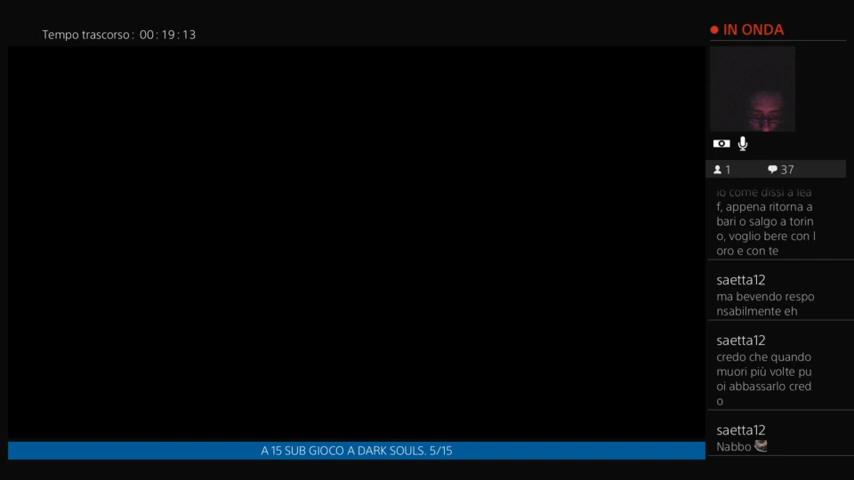 Tempo trascorso: 00:19:13
IN ONDA
1 37
io come dissi a lea
f, appena ritorna a
bari o salgo a torin
o, voglio bere con l
oro e con te
saetta12
ma bevendo respo
nsabilmente eh
saetta12
credo che quando
muori più volte pu
oi abbassarlo cred
o
saetta12
Nabbo
A 15 SUB GIOCO A DARK SOULS. 5/15